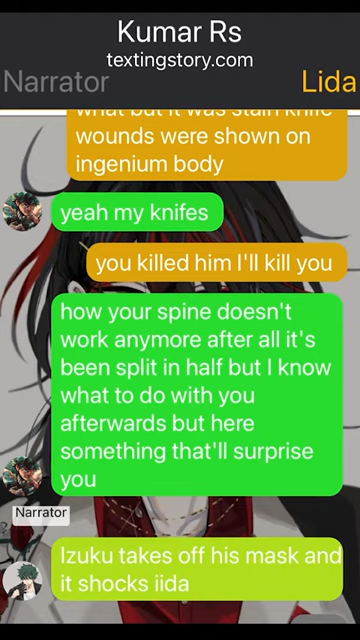 Kumar Rs
textingstory.com
Narrator
Lida
what but it was stain knife
wounds were shown on
ingenium body
yeah my knifes
you killed him I'll kill you
how your spine doesn't
work anymore after all it's
been split in half but I know
what to do with you
afterwards but here
something that'll surprise
you
Narrator
Izuku takes off his mask and
it shocks iida